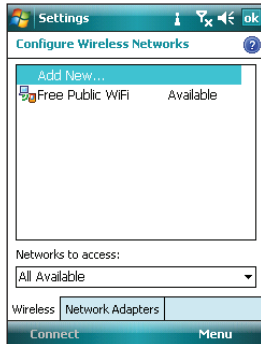 Settings ok
Configure Wireless Networks
Add New...
Free Public WiFi Available
Networks to access:
All Available
Wireless Network Adapters
Connect Menu